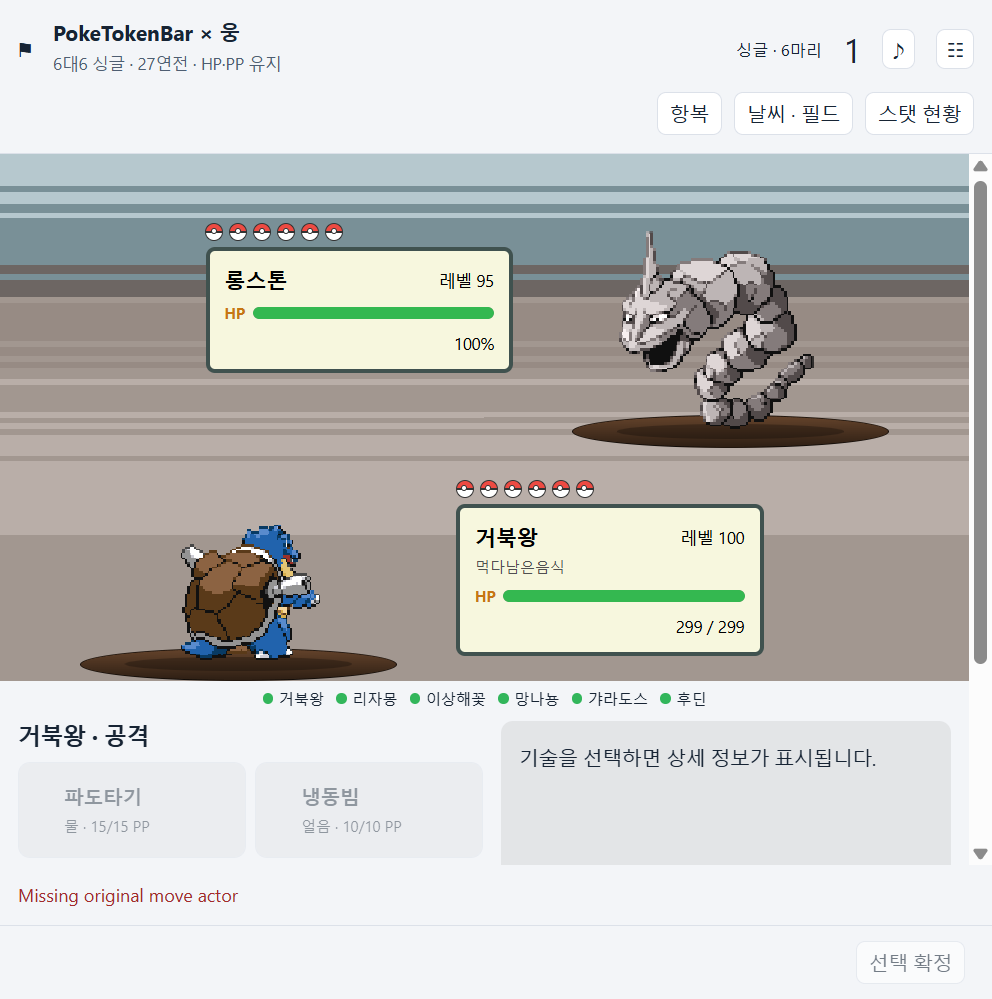 PokeTokenBar × 웅
6대6 싱글 · 27연전 · HP·PP 유지
싱글 · 6마리
1
항복
날씨 · 필드
스탯 현황
롱스톤
레벨 95
HP
100%
거북왕
레벨 100
먹다남은음식
HP
299 / 299
거북왕 리자몽 이상해꽃 망나뇽 갸라도스 후딘
거북왕 · 공격
파도타기
물 · 15/15 PP
냉동빔
얼음 · 10/10 PP
기술을 선택하면 상세 정보가 표시됩니다.
Missing original move actor
선택 확정